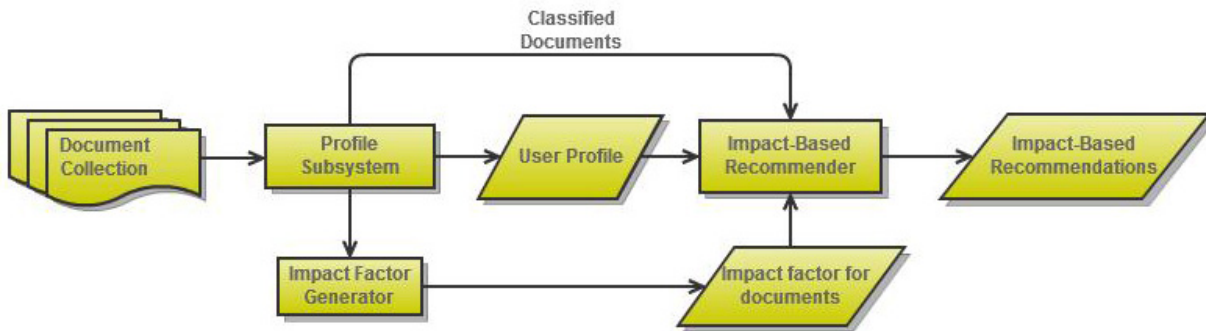 Classified
Documents
Document
Collection
Profile
Subsystem
User Profile
Impact-Based
Recommender
Impact-Based
Recommendations
Impact Factor
Generator
Impact factor for
documents